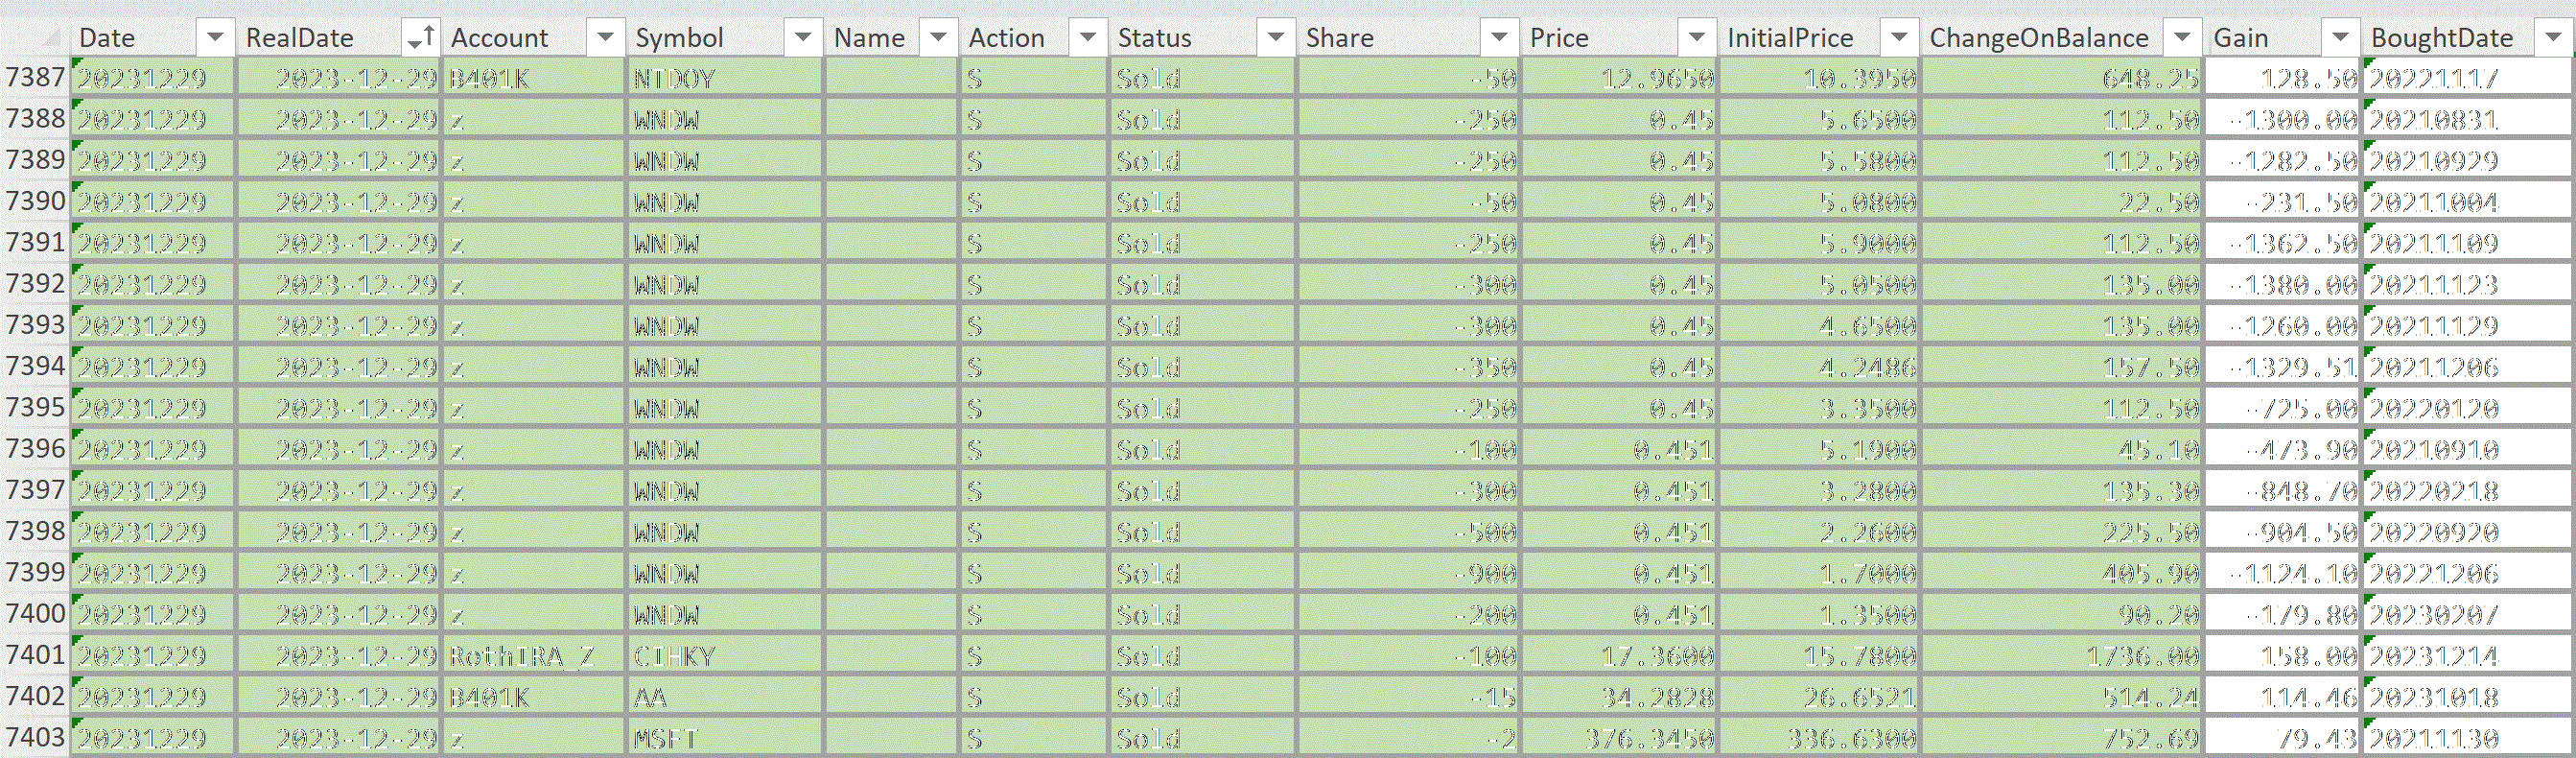 Date RealDate Account Symbol Name Action Status Share Price InitialPrice ChangeOnBalance Gain BoughtDate
7387 20231229 2023-12-29 B401K NTDOY S Sold -50 12.9650 10.3950 648.25 128.50 20221117
7388 20231229 2023-12-29 z WNDW S Sold -250 0.45 5.6500 112.50 -1300.00 20210831
7389 20231229 2023-12-29 z WNDW S Sold -250 0.45 5.5800 112.50 -1282.50 20210929
7390 20231229 2023-12-29 z WNDW S Sold -50 0.45 5.0800 22.50 -231.50 20211004
7391 20231229 2023-12-29 z WNDW S Sold -250 0.45 5.9000 112.50 -1362.50 20211109
7392 20231229 2023-12-29 z WNDW S Sold -300 0.45 5.0500 135.00 -1380.00 20211123
7393 20231229 2023-12-29 z WNDW S Sold -300 0.45 4.6500 135.00 -1260.00 20211129
7394 20231229 2023-12-29 z WNDW S Sold -350 0.45 4.2486 157.50 -1329.51 20211206
7395 20231229 2023-12-29 z WNDW S Sold -250 0.45 3.3500 112.50 -725.00 20220120
7396 20231229 2023-12-29 z WNDW S Sold -100 0.451 5.1900 45.10 -473.90 20210910
7397 20231229 2023-12-29 z WNDW S Sold -300 0.451 3.2800 135.30 -848.70 20220218
7398 20231229 2023-12-29 z WNDW S Sold -500 0.451 2.2600 225.50 -904.50 20220920
7399 20231229 2023-12-29 z WNDW S Sold -900 0.451 1.7000 405.90 -1124.10 20221206
7400 20231229 2023-12-29 z WNDW S Sold -200 0.451 1.3500 90.20 -179.80 20230207
7401 20231229 2023-12-29 RothIRA_Z CIHKY S Sold -100 17.3600 15.7800 1736.00 158.00 20231214
7402 20231229 2023-12-29 B401K AA S Sold -15 34.2828 26.6521 514.24 114.46 20231018
7403 20231229 2023-12-29 z MSFT S Sold -2 376.3450 336.6300 752.69 79.43 20211130